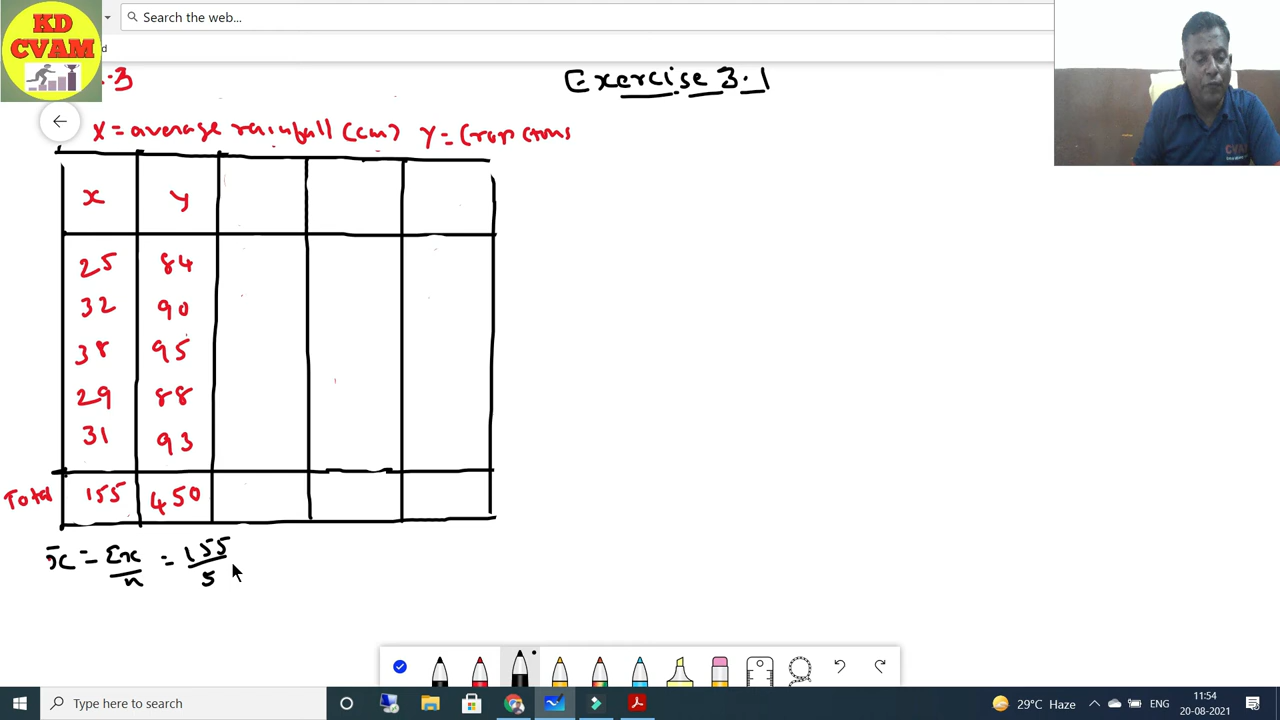 KD
CVAM
Search the web...
.3
Exercise 3.1
x = average rainfall (cm) y = Crop (tons
x y
25 84
32 90
38 95
29 88
31 93
Total 155 450
x̄ = Σx/n = 155/5
CVAM
Type here to search
29°C Haze
ENG
11:54
20-08-2021